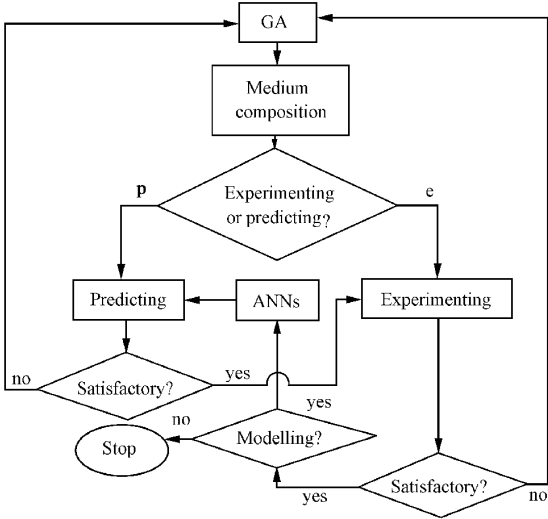 GA
Medium
composition
p
Experimenting
or predicting?
e
Predicting
ANNs
Experimenting
no
Satisfactory?
yes
yes
no
Stop
Modelling?
yes
Satisfactory?
no